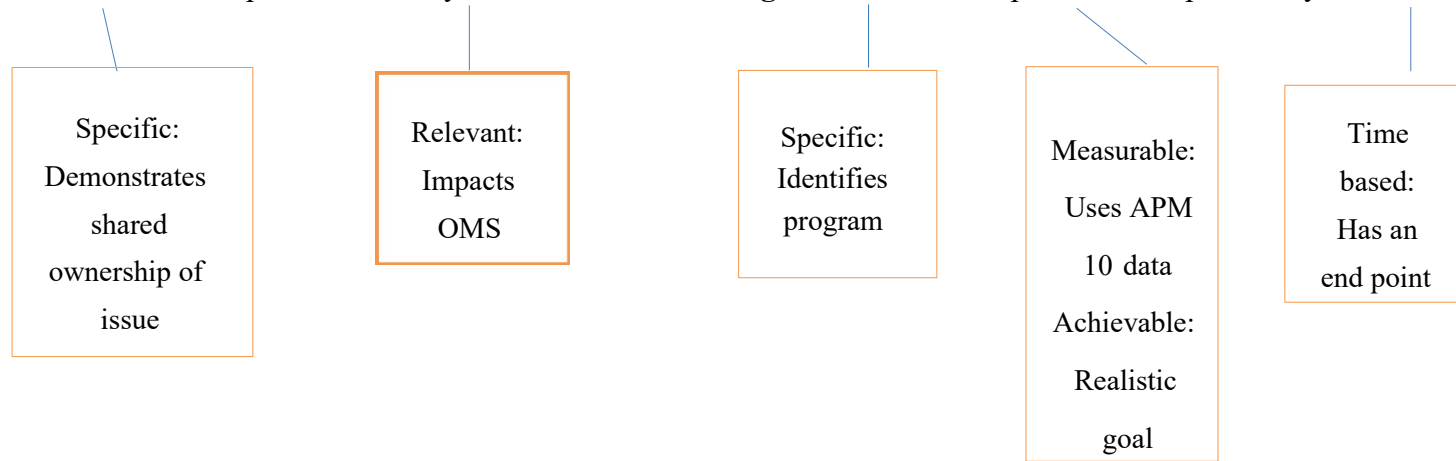 Specific:
Demonstrates
shared
ownership of
issue
Relevant:
Impacts
OMS
Specific:
Identifies
program
Measurable:
Uses APM
10 data
Achievable:
Realistic
goal
Time
based:
Has an
end point